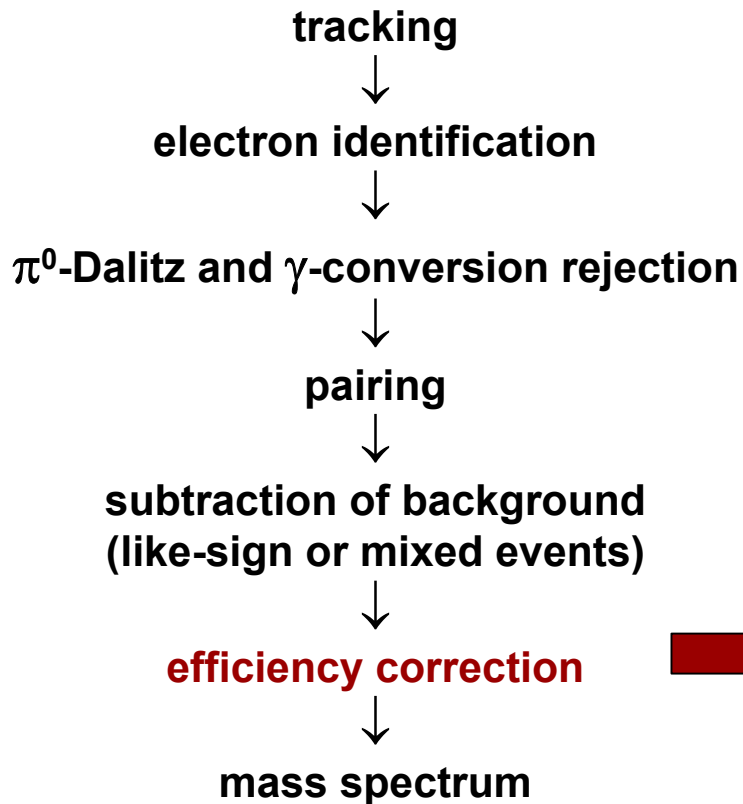 tracking
↓
electron identification
↓
π⁰-Dalitz and γ-conversion rejection
↓
pairing
↓
subtraction of background
(like-sign or mixed events)
↓
efficiency correction
↓
mass spectrum